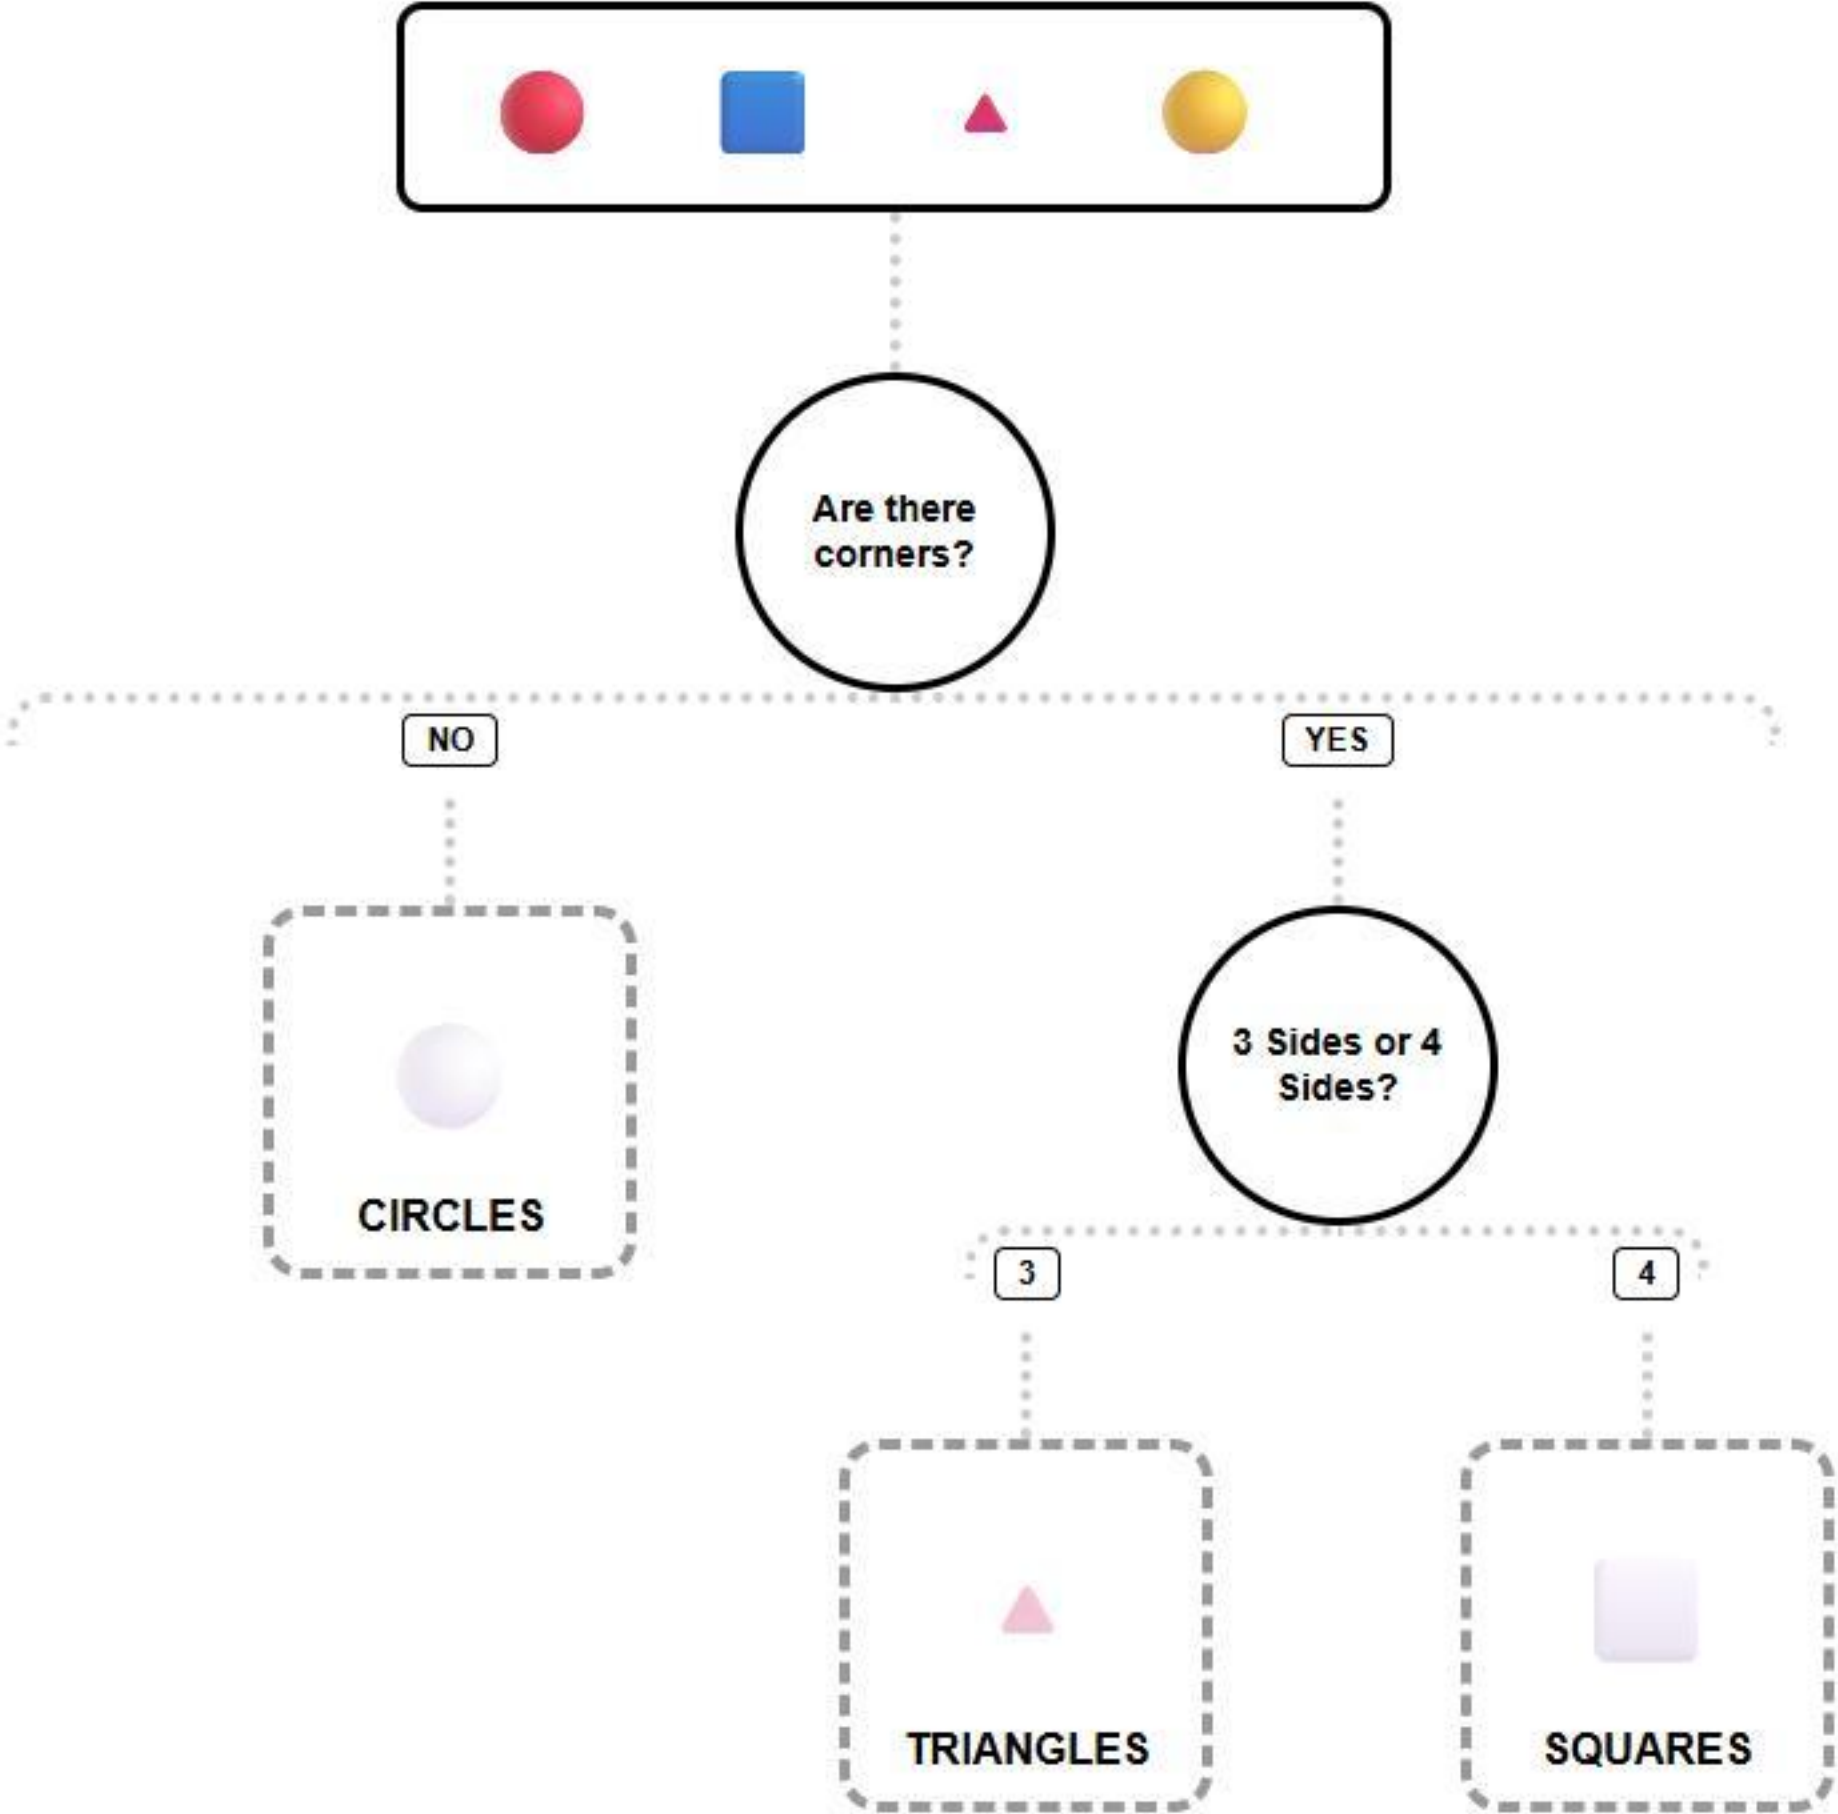 Are there
corners?
NO
YES
3 Sides or 4
Sides?
CIRCLES
3
4
TRIANGLES
SQUARES